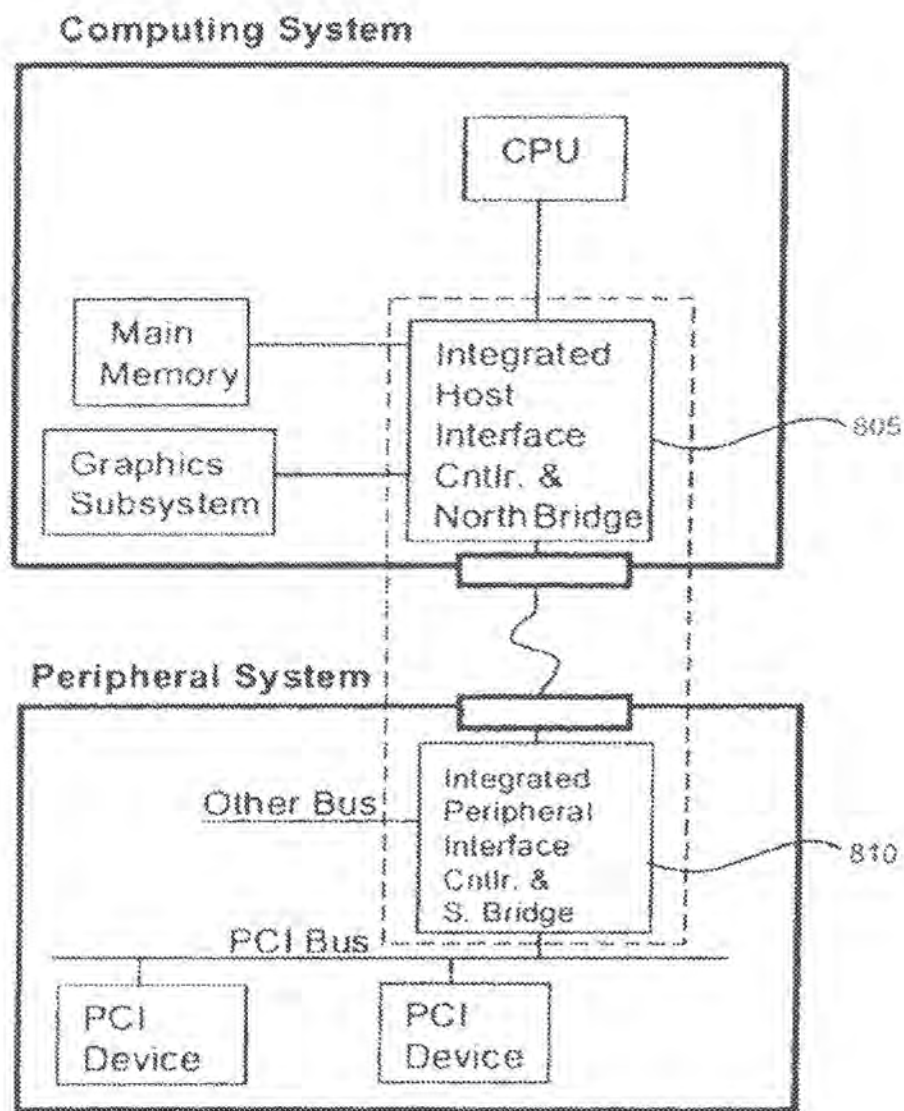 Computing System
CPU
Main
Memory
Integrated
Host
Interface
Cntlr. &
North Bridge
805
Graphics
Subsystem
Peripheral System
Integrated
Peripheral
Interface
Cntlr. &
S. Bridge
Other Bus
810
PCI Bus
PCI
Device
PCI
Device